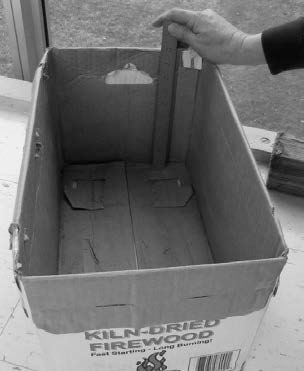 KILN-DRIED
FIREWOOD
Fast Starting - Long Burning!